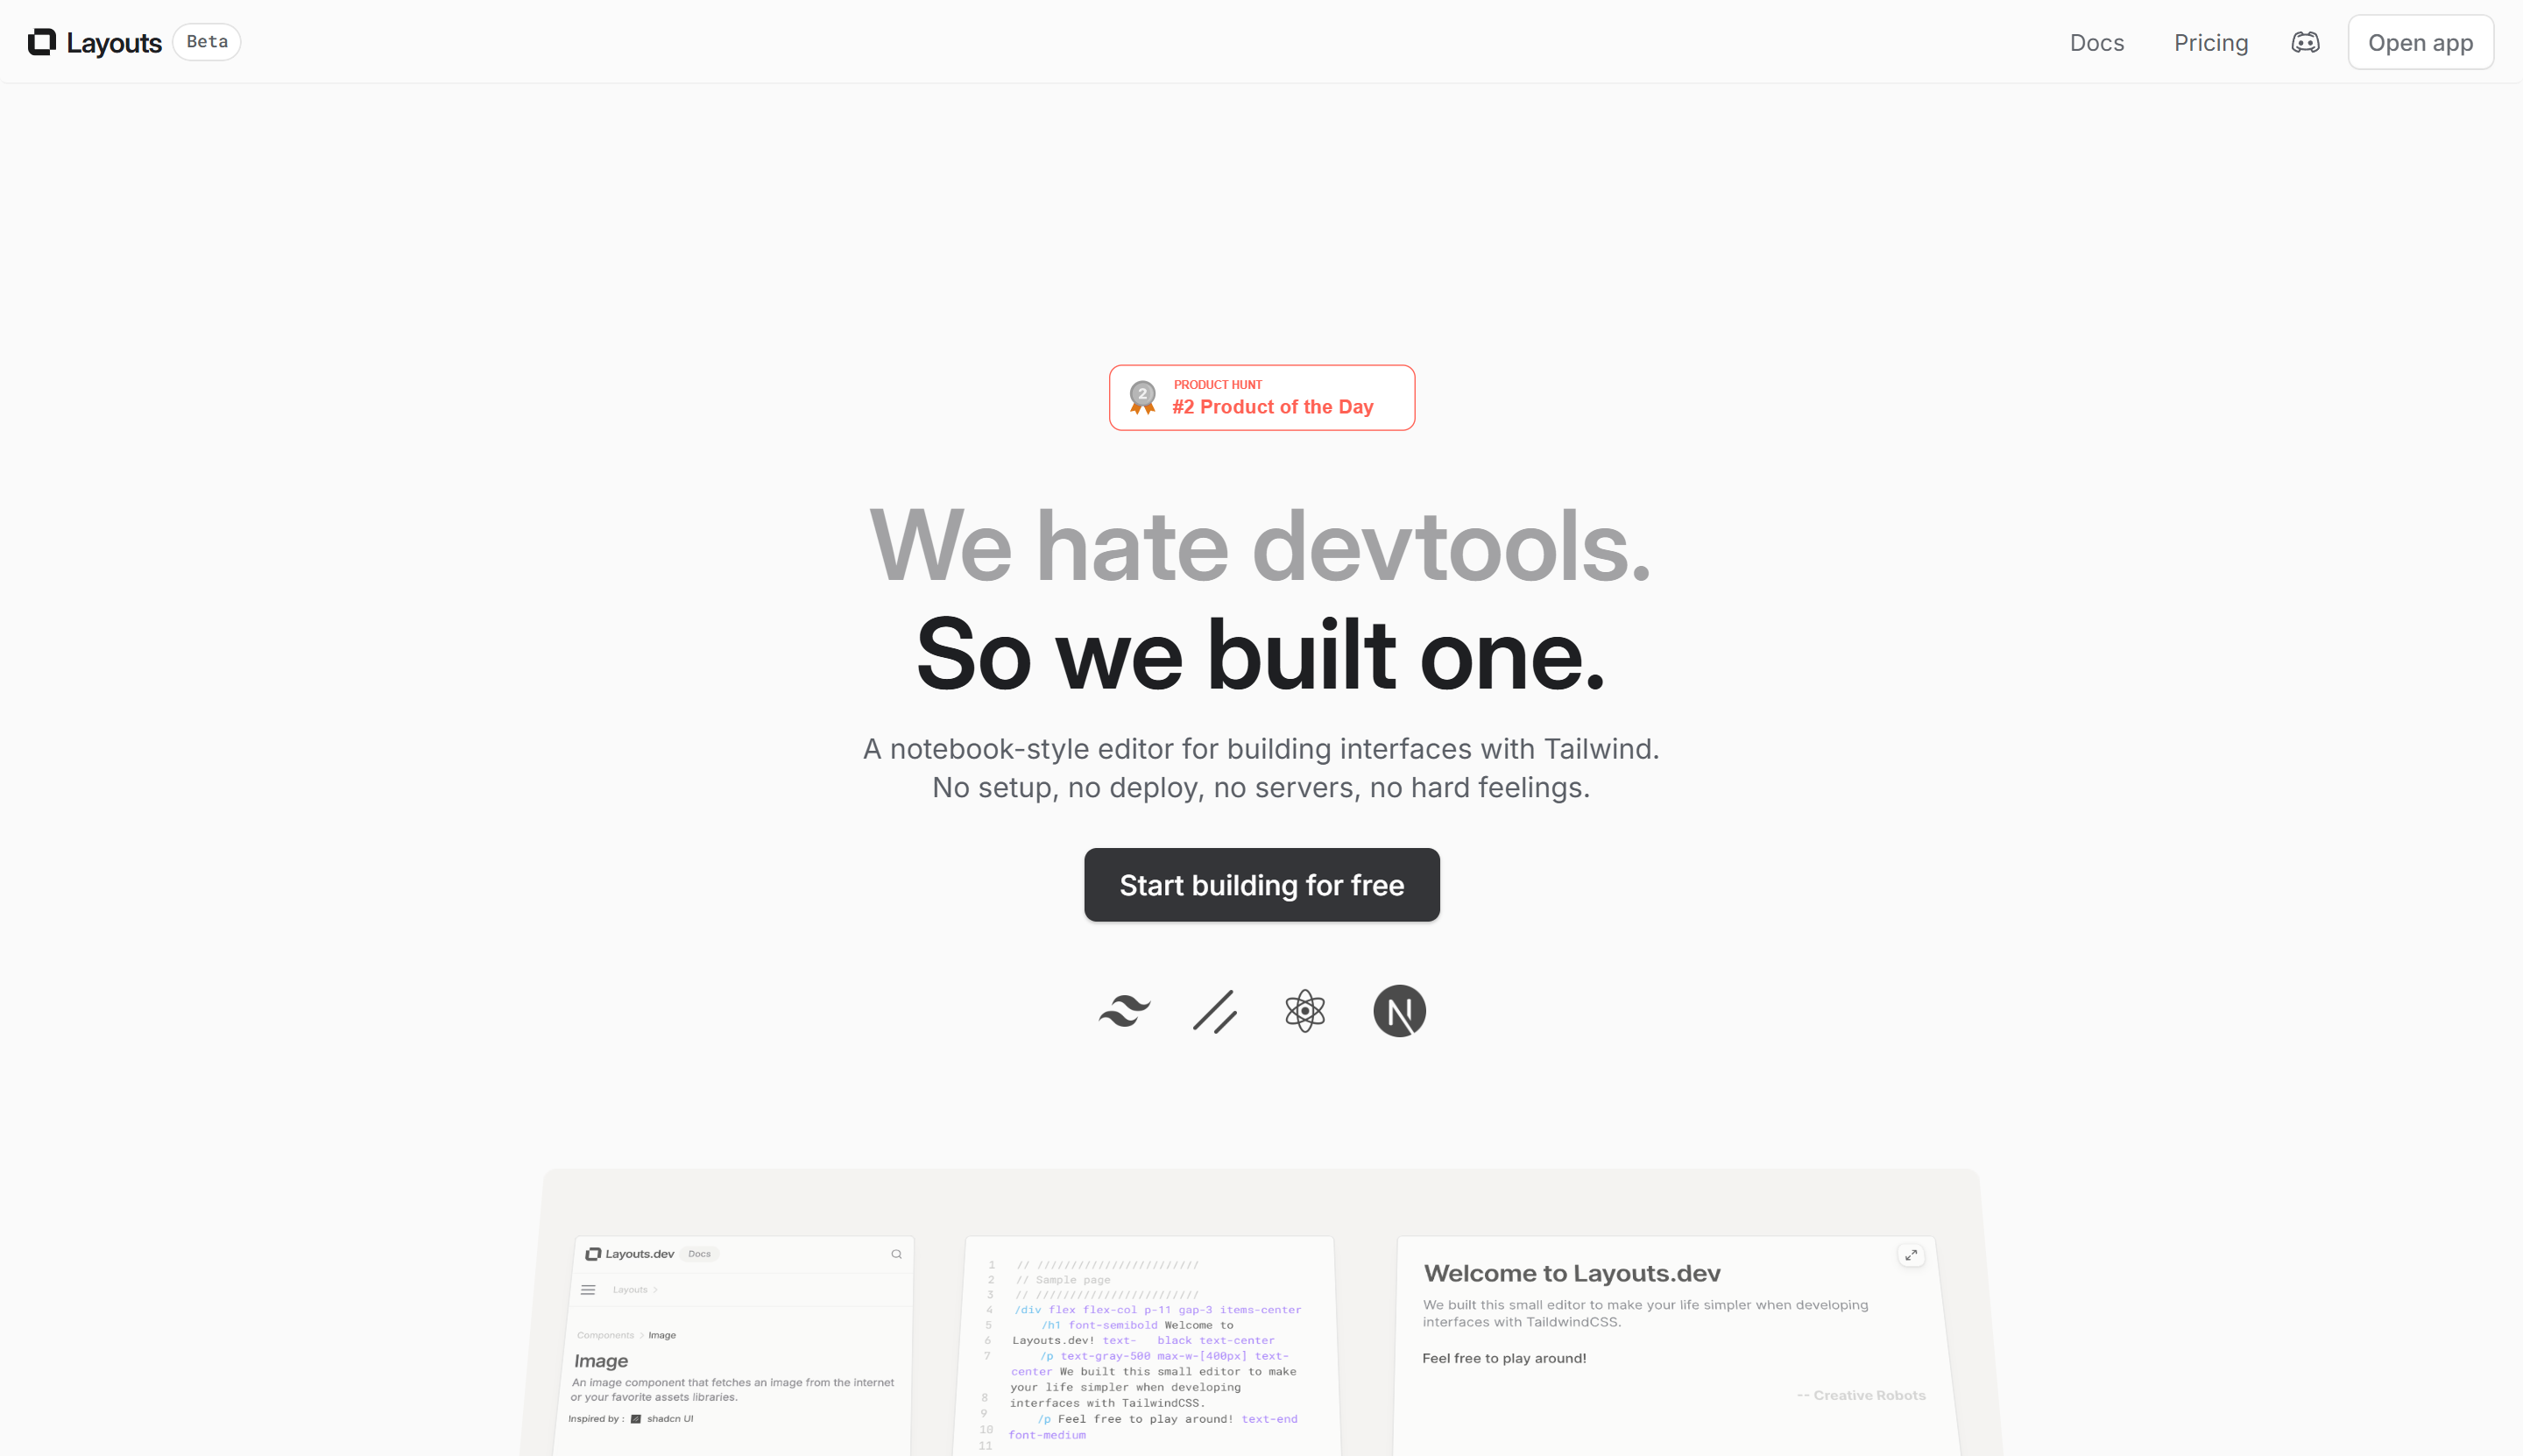 Layouts Beta Docs Pricing Open app
2
PRODUCT HUNT
#2 Product of the Day
We hate devtools.
So we built one.
A notebook-style editor for building interfaces with Tailwind.
No setup, no deploy, no servers, no hard feelings.
Start building for free
N
Layouts.dev Docs
Layouts >
Components > Image
Image
An image component that fetches an image from the internet
or your favorite assets libraries.
Inspired by : shadcn UI
1 // ////////////////////////
2 // Sample page
3 // ////////////////////////
4 /div flex flex-col p-11 gap-3 items-center
5 /h1 font-semibold Welcome to
6 Layouts.dev! text- black text-center
7 /p text-gray-500 max-w-[400px] text-
center We built this small editor to make
your life simpler when developing
8 interfaces with TailwindCSS.
9 /p Feel free to play around! text-end
10 font-medium
11
Welcome to Layouts.dev
We built this small editor to make your life simpler when developing
interfaces with TaildwindCSS.
Feel free to play around!
-- Creative Robots